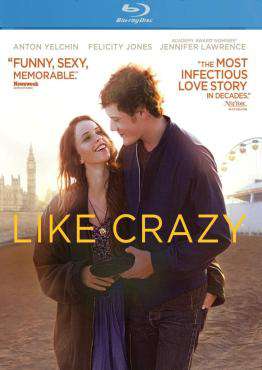 Blu-ray Disc
ACADEMY AWARD NOMINEE
ANTON YELCHIN FELICITY JONES JENNIFER LAWRENCE
"FUNNY, SEXY,
MEMORABLE."
Newsweek
"THE MOST
INFECTIOUS
LOVE STORY
IN DECADES."
LIKE CRAZY